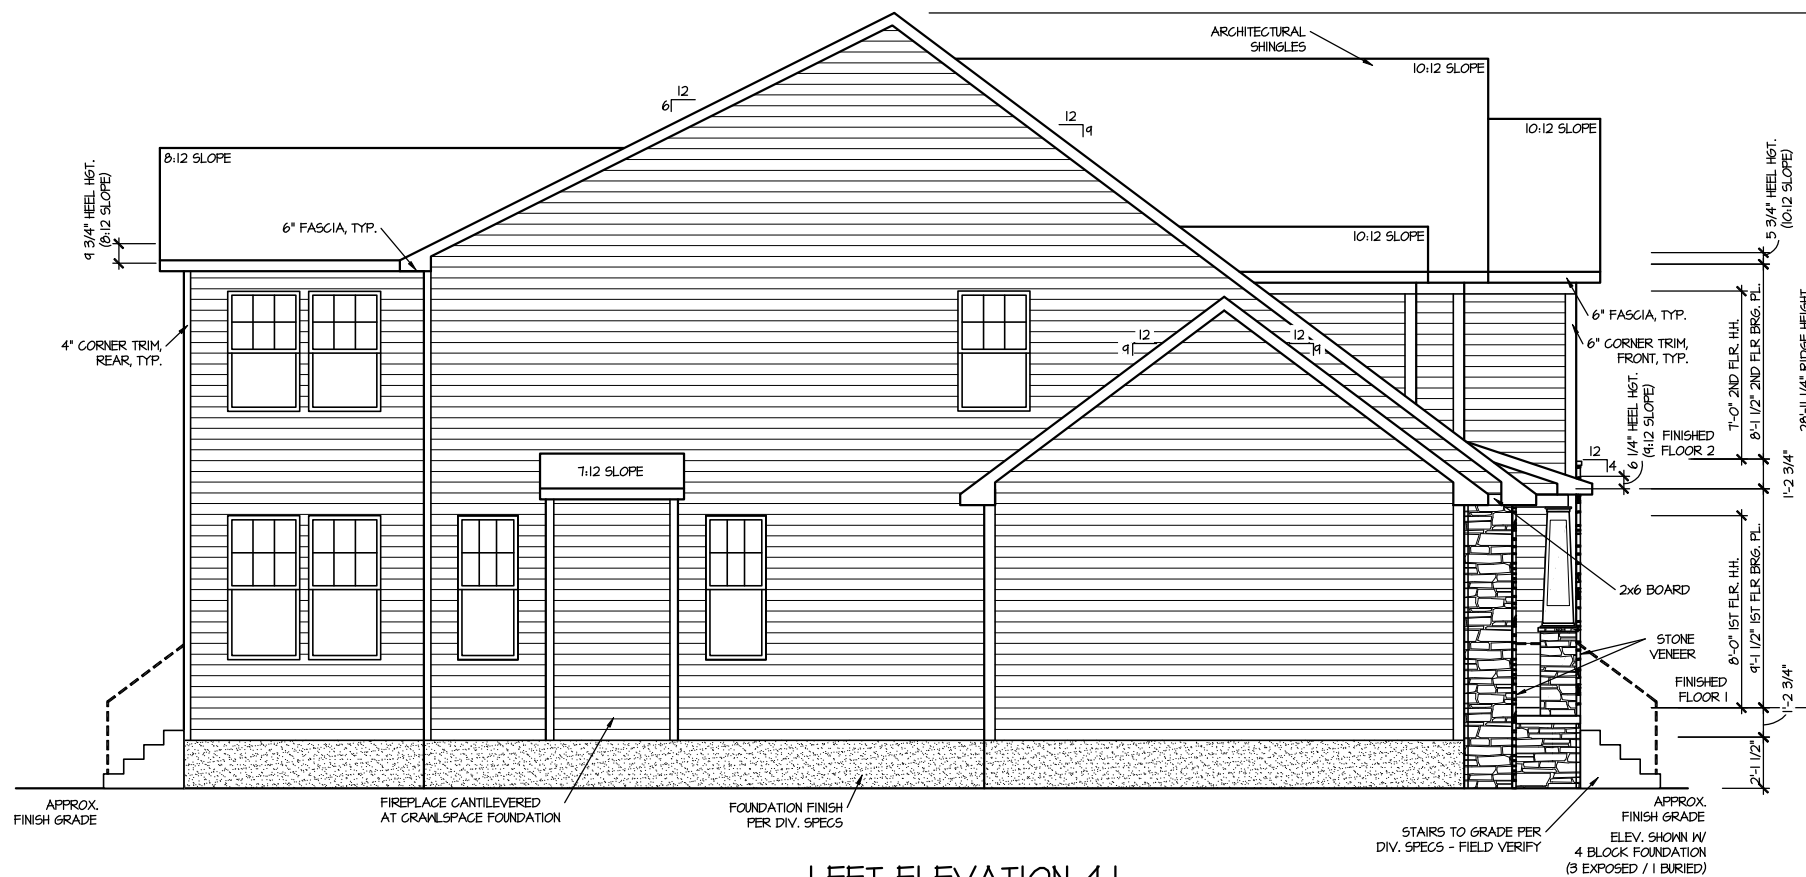 ARCHITECTURAL
SHINGLES
10:12 SLOPE
12
6
12
9
10:12 SLOPE
8:12 SLOPE
9 3/4" HEEL HGT.
(8:12 SLOPE)
5 3/4" HEEL HGT.
(10:12 SLOPE)
6" FASCIA, TYP.
10:12 SLOPE
4" CORNER TRIM,
REAR, TYP.
12
9
12
9
6" FASCIA, TYP.
6" CORNER TRIM,
FRONT, TYP.
7'-0" 2ND FLR. H.H.
8'-1 1/2" 2ND FLR BRG. PL.
6 1/4" HEEL HGT.
(9:12 SLOPE)
FINISHED
FLOOR 2
12
4
1'-2 3/4"
7:12 SLOPE
8'-0" 1ST FLR. H.H.
9'-1 1/2" 1ST FLR BRG. PL.
2x6 BOARD
STONE
VENEER
FINISHED
FLOOR 1
1'-2 3/4"
2'-1 1/2"
APPROX.
FINISH GRADE
FIREPLACE CANTILEVERED
AT CRAWLSPACE FOUNDATION
FOUNDATION FINISH
PER DIV. SPECS
STAIRS TO GRADE PER
DIV. SPECS - FIELD VERIFY
APPROX.
FINISH GRADE
ELEV. SHOWN W/
4 BLOCK FOUNDATION
(3 EXPOSED / 1 BURIED)
LEFT ELEVATION